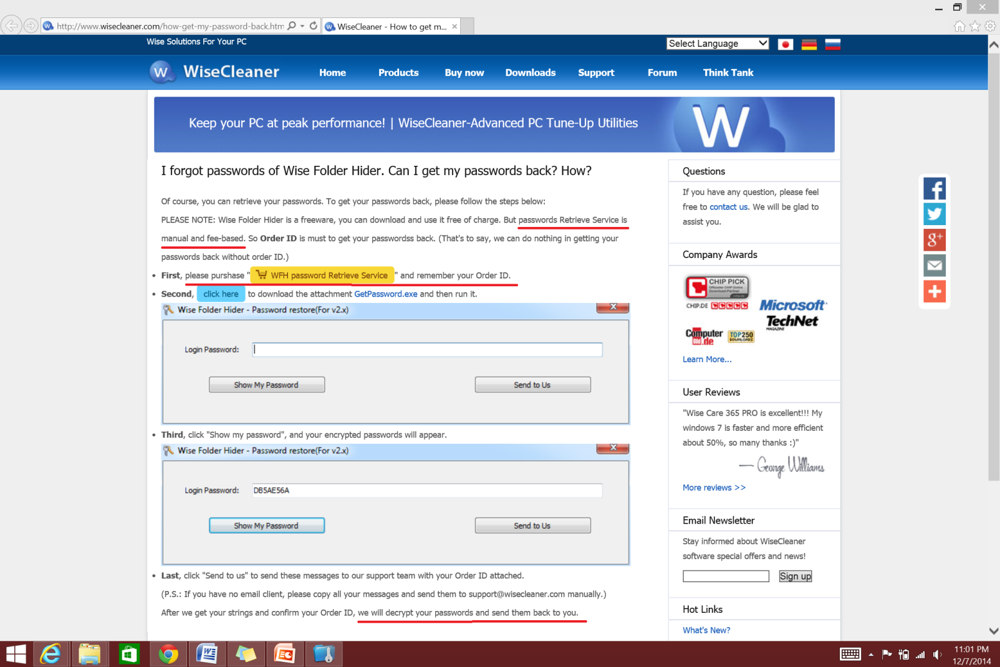 http://www.wisecleaner.com/how-get-my-password-back.htm
WiseCleaner - How to get m...
Wise Solutions For Your PC
Select Language
W WiseCleaner
Home Products Buy now Downloads Support Forum Think Tank
Keep your PC at peak performance! | WiseCleaner-Advanced PC Tune-Up Utilities
W
I forgot passwords of Wise Folder Hider. Can I get my passwords back? How?
Of course, you can retrieve your passwords. To get your passwords back, please follow the steps below:
PLEASE NOTE: Wise Folder Hider is a freeware, you can download and use it free of charge. But passwords Retrieve Service is
manual and fee-based. So Order ID is must to get your passwordss back. (That's to say, we can do nothing in getting your
passwords back without order ID.)
• First, please purshase " WFH password Retrieve Service " and remember your Order ID.
• Second, click here to download the attachment GetPassword.exe and then run it.
Wise Folder Hider - Password restore(For v2.x)
Login Password:
Show My Password Send to Us
• Third, click "Show my password", and your encrypted passwords will appear.
Wise Folder Hider - Password restore(For v2.x)
Login Password: DB5AE56A
Show My Password Send to Us
• Last, click "Send to us" to send these messages to our support team with your Order ID attached.
(P.S.: If you have no email client, please copy all your messages and send them to support@wisecleaner.com manually.)
After we get your strings and confirm your Order ID, we will decrypt your passwords and send them back to you.
Questions
If you have any question, please feel
free to contact us. We will be glad to
assist you.
Company Awards
CHIP PICK
CHIP.DE
Microsoft
TechNet
MAGAZINE
Computer
Bild.de
TOP250
DOWNLOADS
Learn More...
User Reviews
"Wise Care 365 PRO is excellent!!! My
windows 7 is faster and more efficient
about 50%, so many thanks :)"
— George Williams
More reviews >>
Email Newsletter
Stay informed about WiseCleaner
software special offers and news!
Sign up
Hot Links
What's New?
f
g+
11:01 PM
12/7/2014